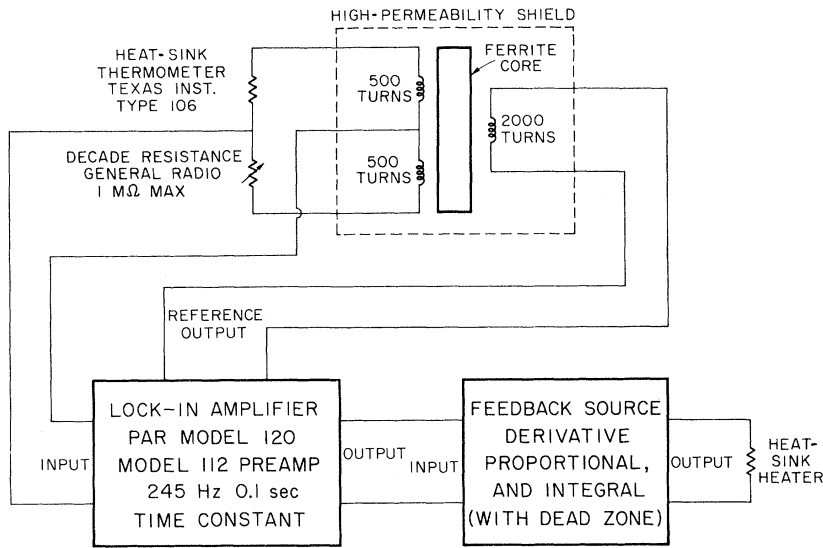 HIGH-PERMEABILITY SHIELD
HEAT-SINK
THERMOMETER
TEXAS INST.
TYPE 106
500
TURNS
FERRITE
CORE
2000
TURNS
DECADE RESISTANCE
GENERAL RADIO
1 MΩ MAX
500
TURNS
REFERENCE
OUTPUT
LOCK-IN AMPLIFIER
PAR MODEL 120
MODEL 112 PREAMP
245 Hz 0.1 sec
TIME CONSTANT
INPUT
OUTPUT
INPUT
FEEDBACK SOURCE
DERIVATIVE
PROPORTIONAL,
AND INTEGRAL
(WITH DEAD ZONE)
OUTPUT
HEAT-
SINK
HEATER